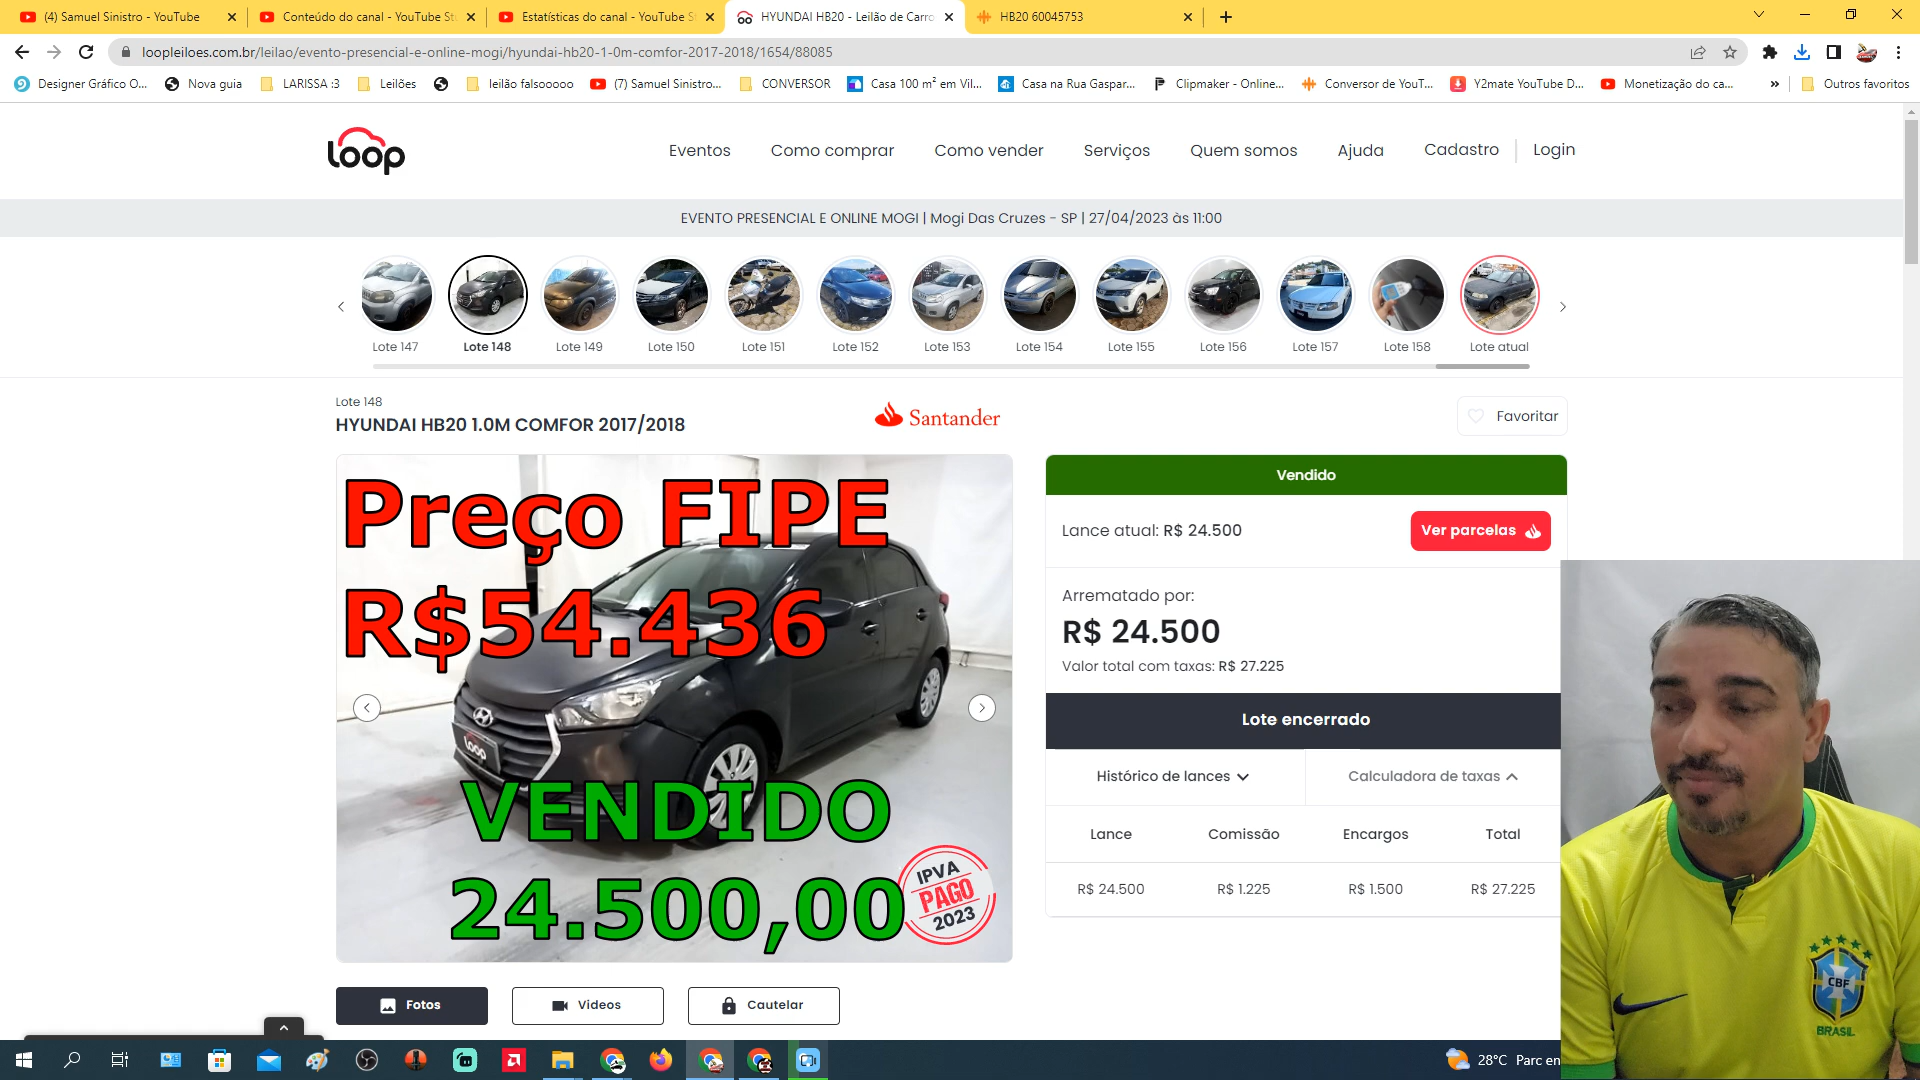 (4) Samuel Sinistro - YouTube
Conteúdo do canal - YouTube St
Estatísticas do canal - YouTube S
HYUNDAI HB20 - Leilão de Carro
HB20 60045753
loopleiloes.com.br/leilao/evento-presencial-e-online-mogi/hyundai-hb20-1-0m-comfor-2017-2018/1654/88085
Designer Gráfico O...
Nova guia
LARISSA :3
Leilões
leilão falsooooo
(7) Samuel Sinistro...
CONVERSOR
Casa 100 m² em Vil...
Casa na Rua Gaspar...
Clipmaker - Online...
Conversor de YouT...
Y2mate YouTube D...
Monetização do ca...
»
Outros favoritos
loop
Eventos
Como comprar
Como vender
Serviços
Quem somos
Ajuda
Cadastro
Login
EVENTO PRESENCIAL E ONLINE MOGI | Mogi Das Cruzes - SP | 27/04/2023 às 11:00
Lote 147
Lote 148
Lote 149
Lote 150
Lote 151
Lote 152
Lote 153
Lote 154
Lote 155
Lote 156
Lote 157
Lote 158
Lote atual
Lote 148
HYUNDAI HB20 1.0M COMFOR 2017/2018
Santander
Favoritar
Preço FIPE
R$54.436
loop
VENDIDO
24.500,00
IPVA
PAGO
2023
Vendido
Lance atual: R$ 24.500
Ver parcelas
Arrematado por:
R$ 24.500
Valor total com taxas: R$ 27.225
Lote encerrado
Histórico de lances
Calculadora de taxas
Lance
Comissão
Encargos
Total
R$ 24.500
R$ 1.225
R$ 1.500
R$ 27.225
Fotos
Videos
Cautelar
CBF
BRASIL
28°C Parc en